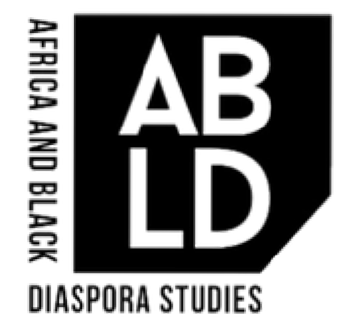 AFRICA AND BLACK
DIASPORA STUDIES
AB
LD